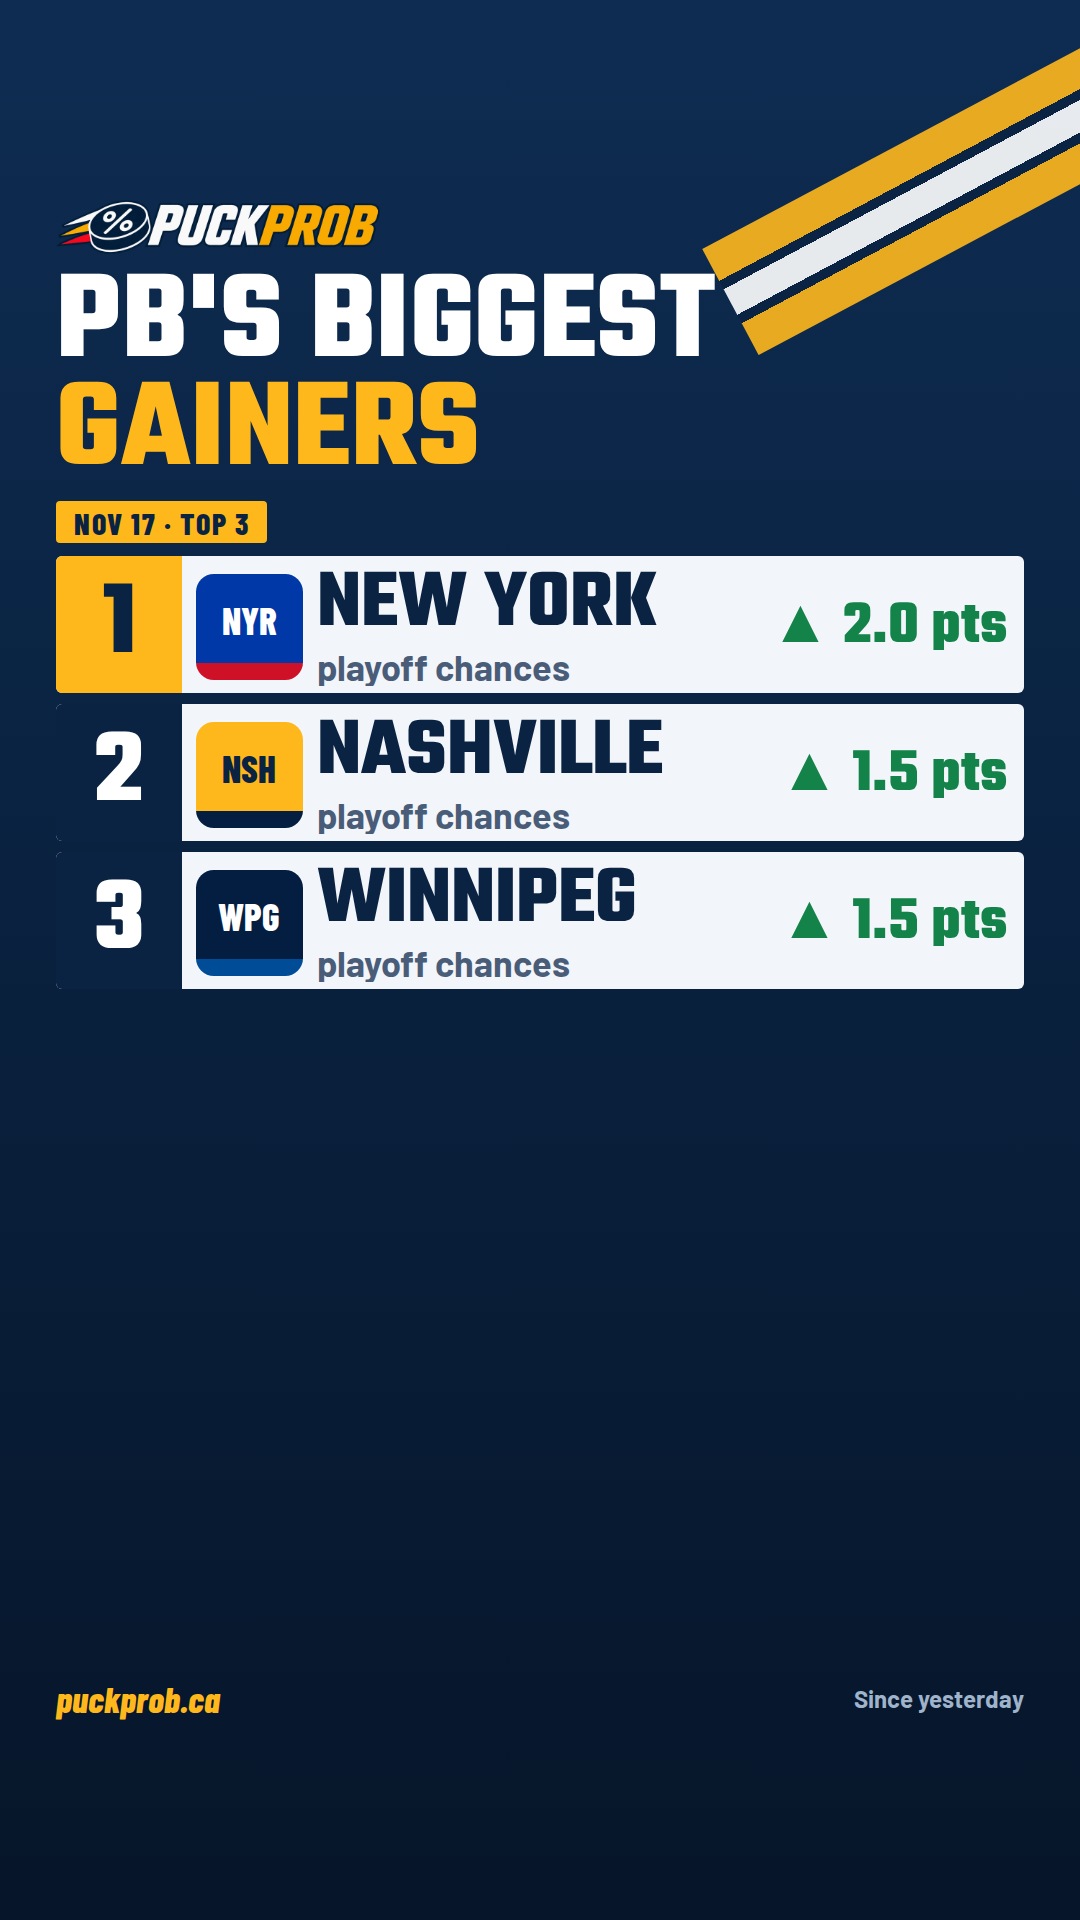 % PUCKPROB
PB'S BIGGEST
GAINERS
NOV 17 · TOP 3
1
NYR
NEW YORK
playoff chances
▲ 2.0 pts
2
NSH
NASHVILLE
playoff chances
▲ 1.5 pts
3
WPG
WINNIPEG
playoff chances
▲ 1.5 pts
puckprob.ca
Since yesterday